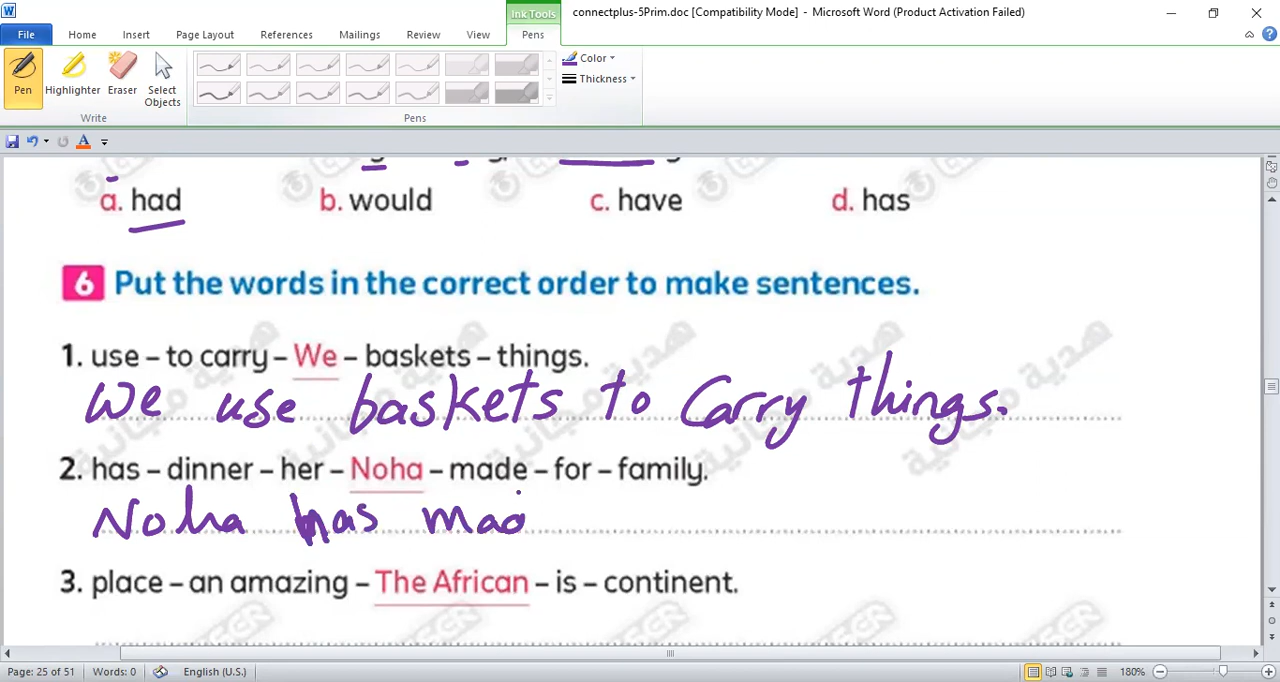 Ink Tools
connectplus-5Prim.doc [Compatibility Mode] - Microsoft Word (Product Activation Failed)
File Home Insert Page Layout References Mailings Review View Pens
Pen Highlighter Eraser Select Objects
Color
Thickness
Write Pens
a. had b. would c. have d. has
6 Put the words in the correct order to make sentences.
1. use – to carry – We – baskets – things.
We use baskets to Carry things.
2. has – dinner – her – Noha – made – for – family.
Noha has mad
3. place – an amazing – The African – is – continent.
هدية مجانية
Page: 25 of 51 Words: 0 English (U.S.) 180%